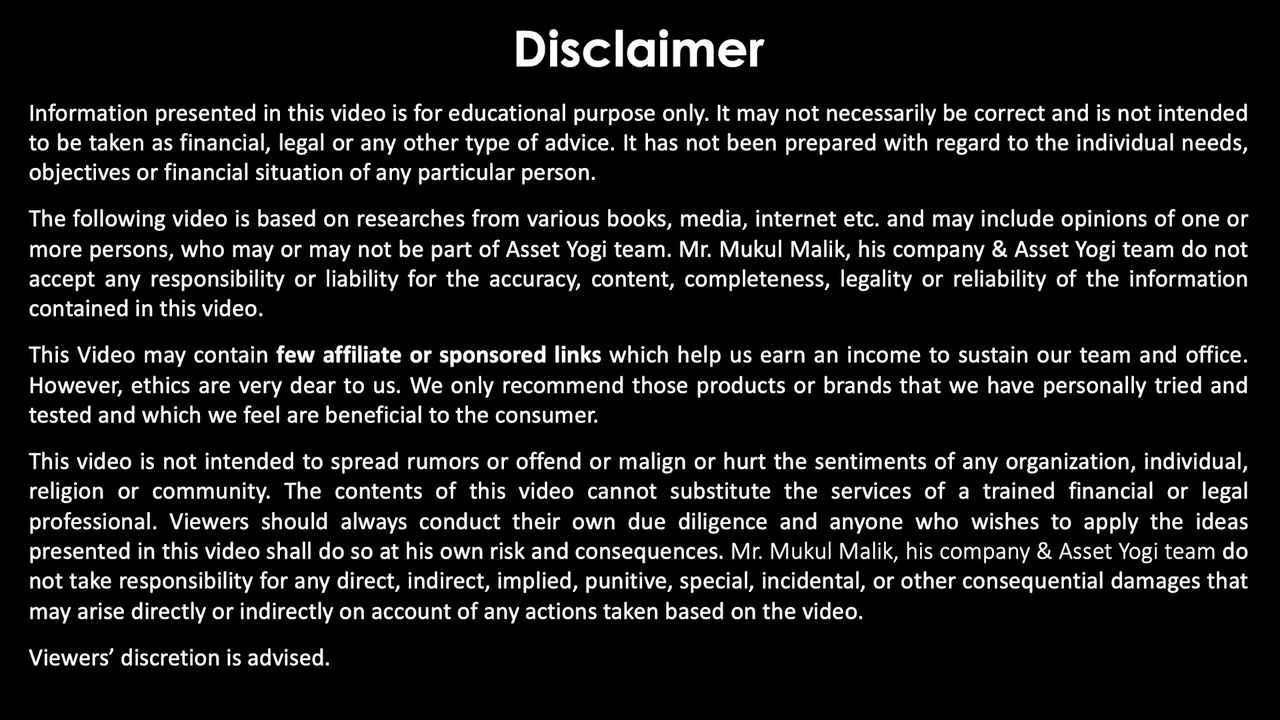 Disclaimer
Information presented in this video is for educational purpose only. It may not necessarily be correct and is not intended
to be taken as financial, legal or any other type of advice. It has not been prepared with regard to the individual needs,
objectives or financial situation of any particular person.
The following video is based on researches from various books, media, internet etc. and may include opinions of one or
more persons, who may or may not be part of Asset Yogi team. Mr. Mukul Malik, his company & Asset Yogi team do not
accept any responsibility or liability for the accuracy, content, completeness, legality or reliability of the information
contained in this video.
This Video may contain few affiliate or sponsored links which help us earn an income to sustain our team and office.
However, ethics are very dear to us. We only recommend those products or brands that we have personally tried and
tested and which we feel are beneficial to the consumer.
This video is not intended to spread rumors or offend or malign or hurt the sentiments of any organization, individual,
religion or community. The contents of this video cannot substitute the services of a trained financial or legal
professional. Viewers should always conduct their own due diligence and anyone who wishes to apply the ideas
presented in this video shall do so at his own risk and consequences. Mr. Mukul Malik, his company & Asset Yogi team do
not take responsibility for any direct, indirect, implied, punitive, special, incidental, or other consequential damages that
may arise directly or indirectly on account of any actions taken based on the video.
Viewers’ discretion is advised.